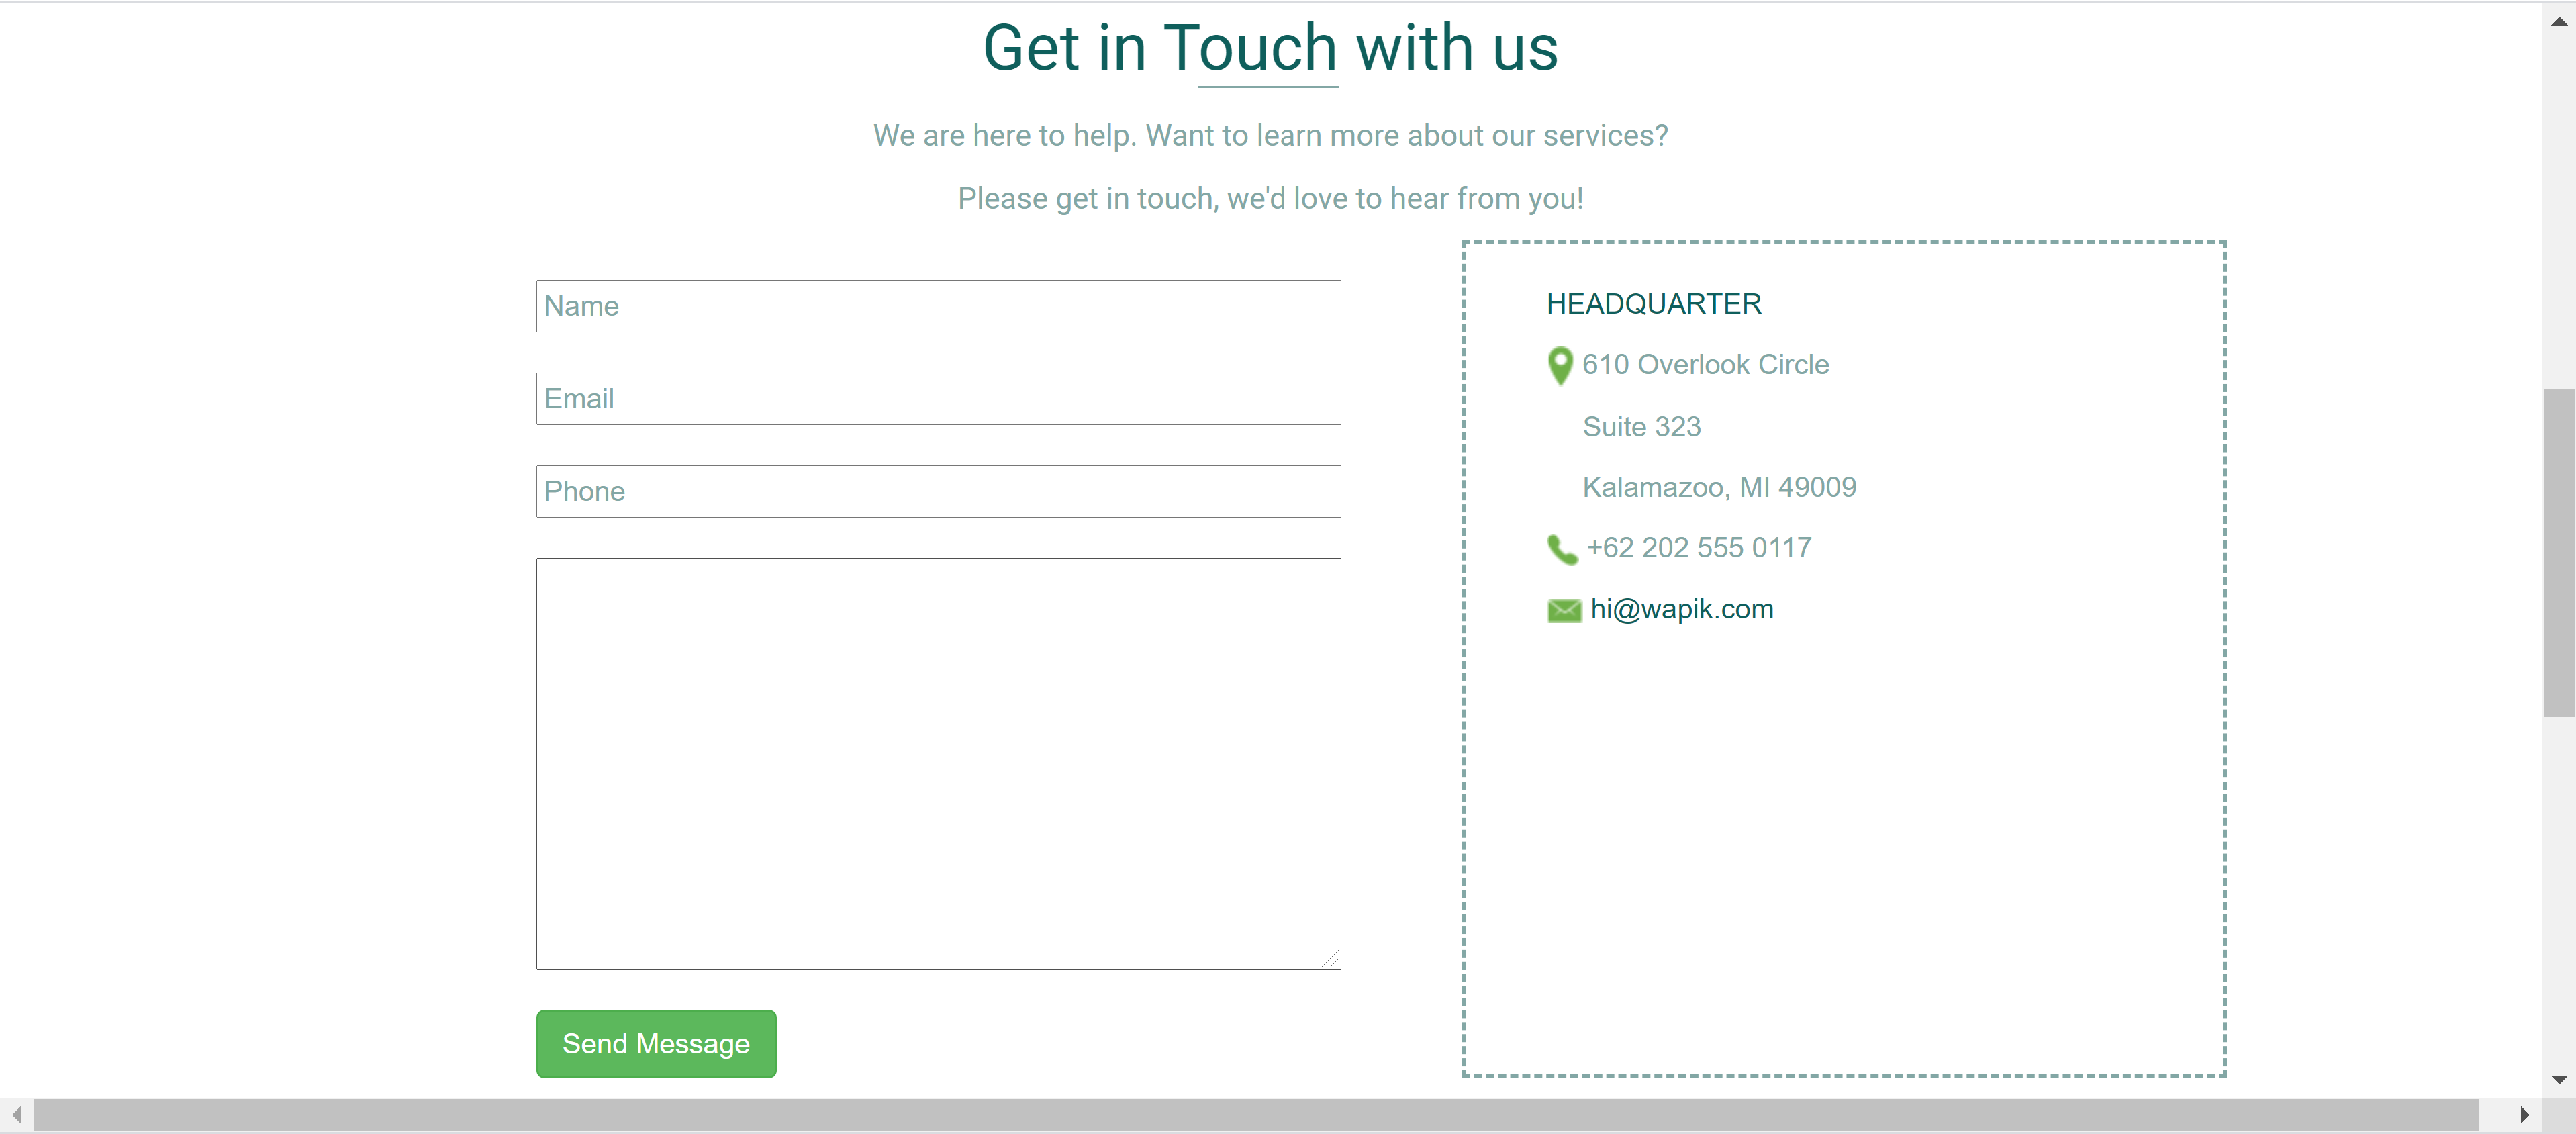 Get in Touch with us
We are here to help. Want to learn more about our services?
Please get in touch, we'd love to hear from you!
Name
Email
Phone
Send Message
HEADQUARTER
610 Overlook Circle
Suite 323
Kalamazoo, MI 49009
+62 202 555 0117
hi@wapik.com